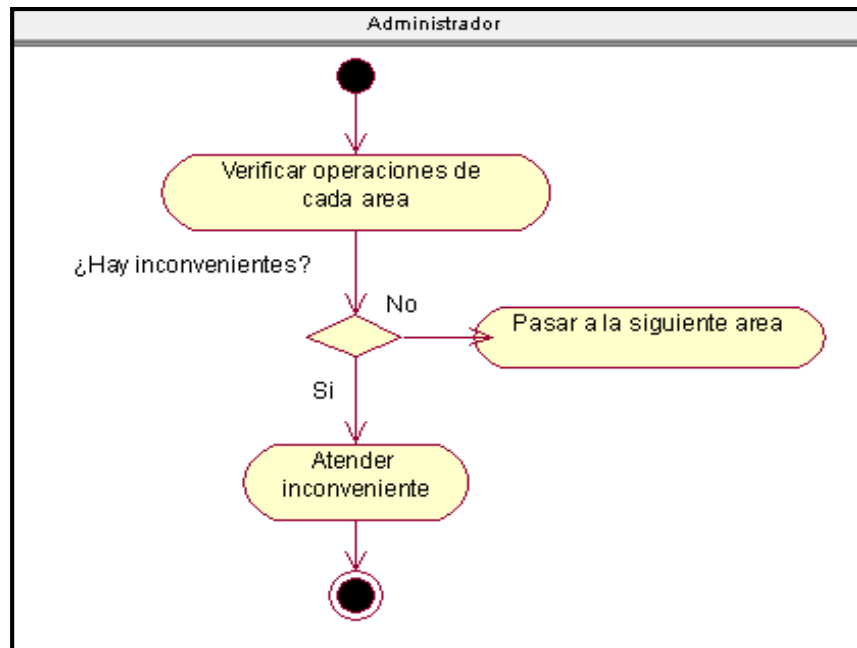 Administrador
Verificar operaciones de
cada area
¿Hay inconvenientes?
No
Pasar a la siguiente area
Si
Atender
inconveniente